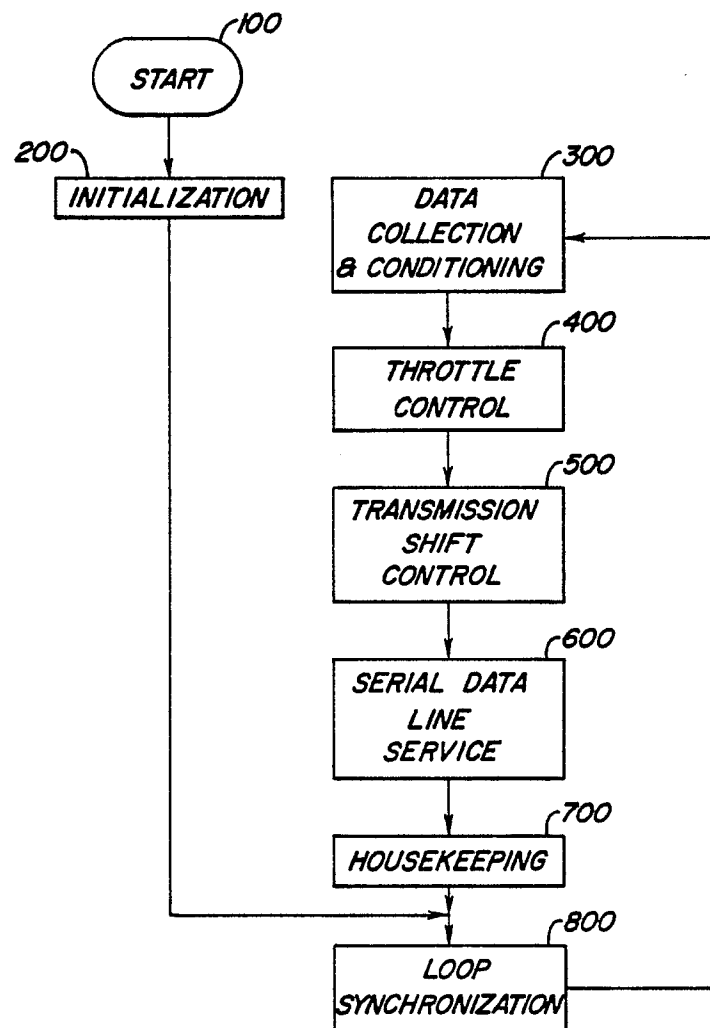 100
START
200
INITIALIZATION
300
DATA
COLLECTION
& CONDITIONING
400
THROTTLE
CONTROL
500
TRANSMISSION
SHIFT
CONTROL
600
SERIAL DATA
LINE
SERVICE
700
HOUSEKEEPING
800
LOOP
SYNCHRONIZATION